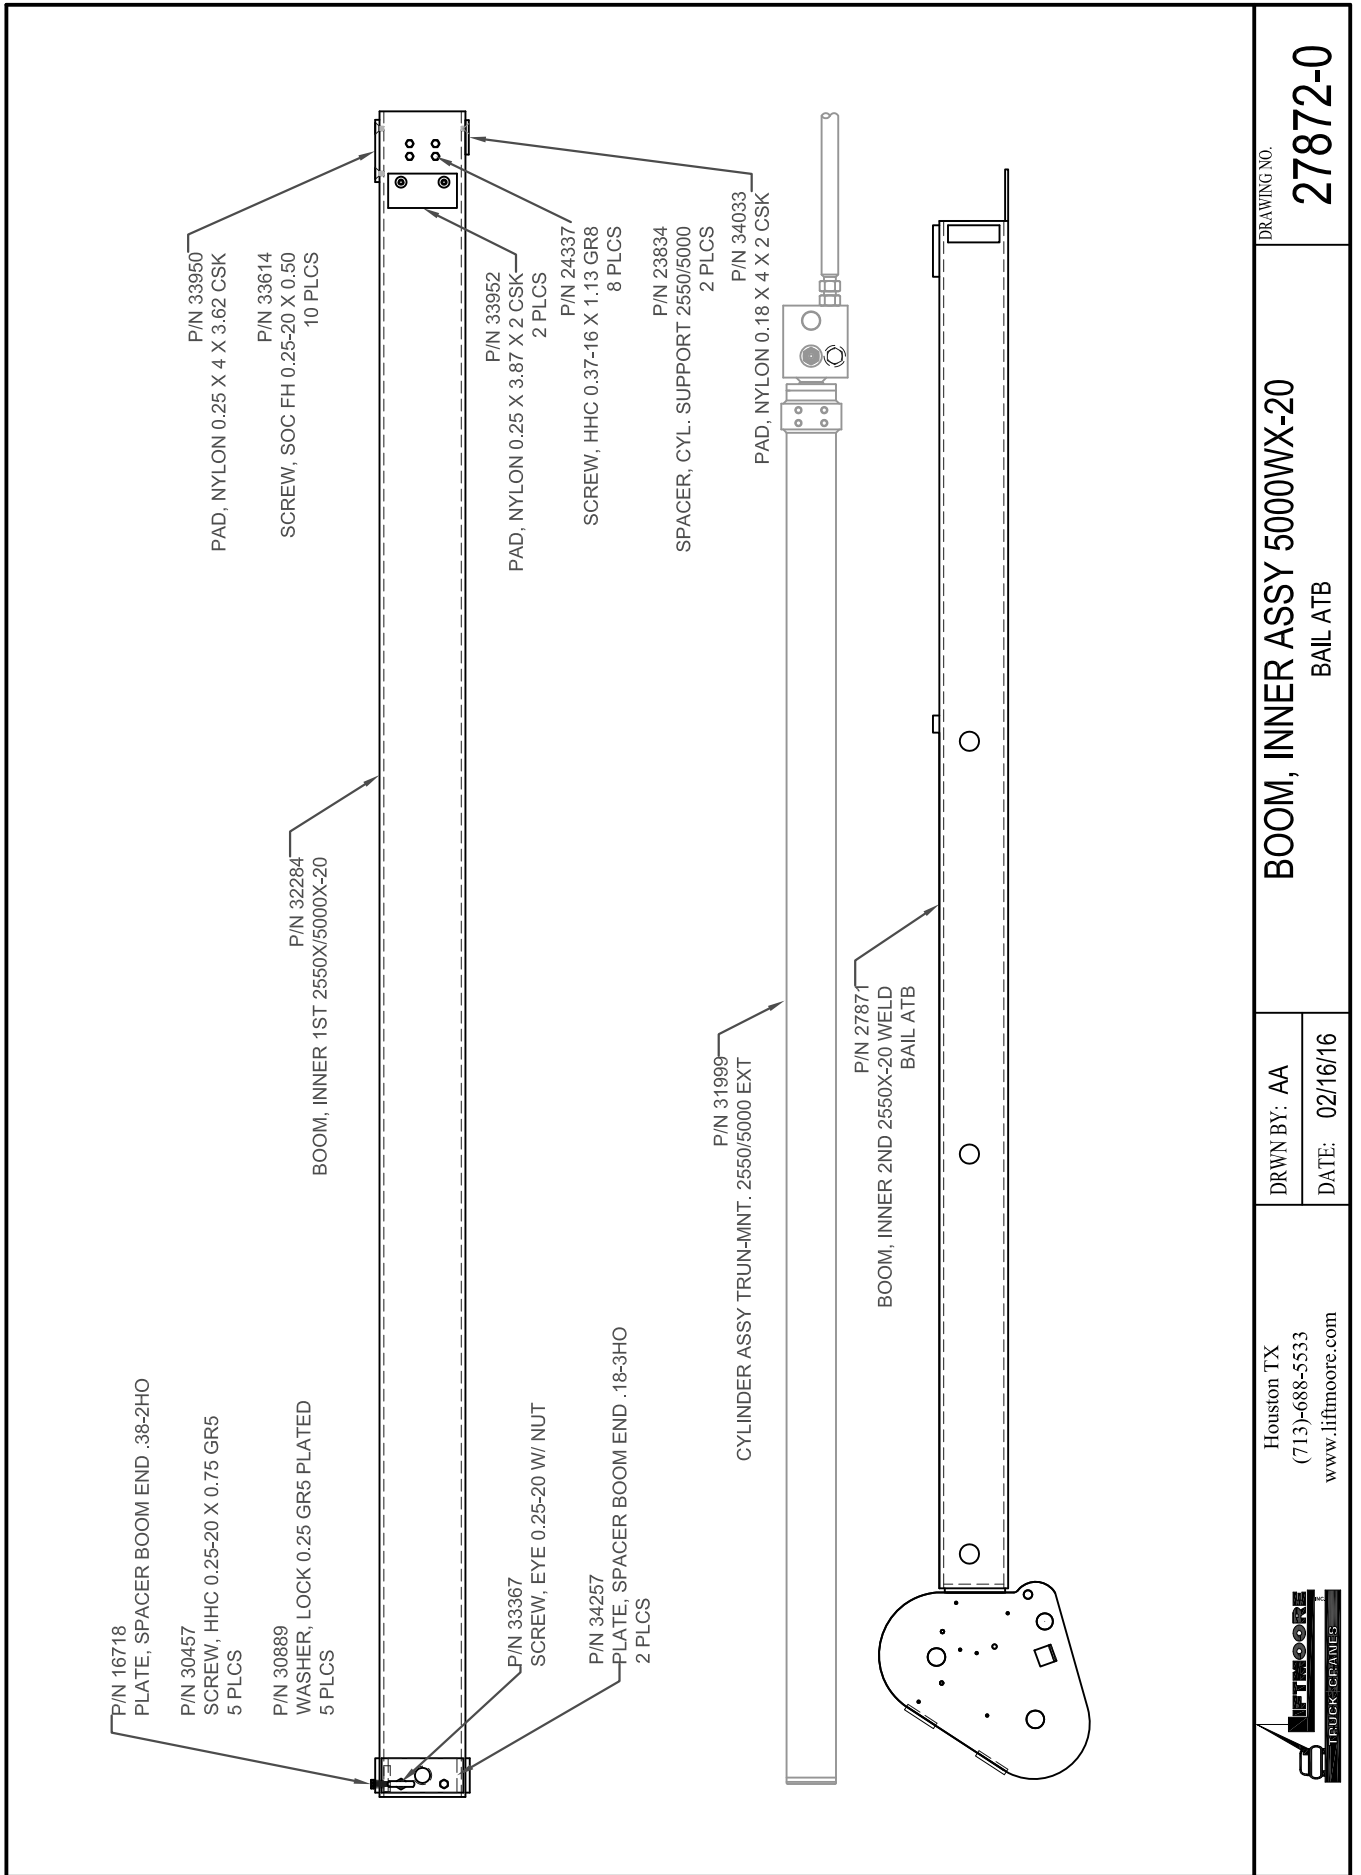 P/N 16718
PLATE, SPACER BOOM END .38-2HO
P/N 30457
SCREW, HHC 0.25-20 X 0.75 GR5
5 PLCS
P/N 30889
WASHER, LOCK 0.25 GR5 PLATED
5 PLCS
P/N 32284
BOOM, INNER 1ST 2550X/5000X-20
P/N 33950
PAD, NYLON 0.25 X 4 X 3.62 CSK
P/N 33614
SCREW, SOC FH 0.25-20 X 0.50
10 PLCS
P/N 33367
SCREW, EYE 0.25-20 W/ NUT
P/N 34257
PLATE, SPACER BOOM END .18-3HO
2 PLCS
P/N 33952
PAD, NYLON 0.25 X 3.87 X 2 CSK
2 PLCS
P/N 24337
SCREW, HHC 0.37-16 X 1.13 GR8
8 PLCS
P/N 23834
SPACER, CYL. SUPPORT 2550/5000
2 PLCS
P/N 34033
PAD, NYLON 0.18 X 4 X 2 CSK
P/N 31999
CYLINDER ASSY TRUN-MNT. 2550/5000 EXT
P/N 27871
BOOM, INNER 2ND 2550X-20 WELD
BAIL ATB
LIFTMOORE INC.
TRUCK CRANES
Houston TX
(713)-688-5533
www.liftmoore.com
DRWN BY: AA
DATE: 02/16/16
BOOM, INNER ASSY 5000WX-20
BAIL ATB
DRAWING NO.
27872-0